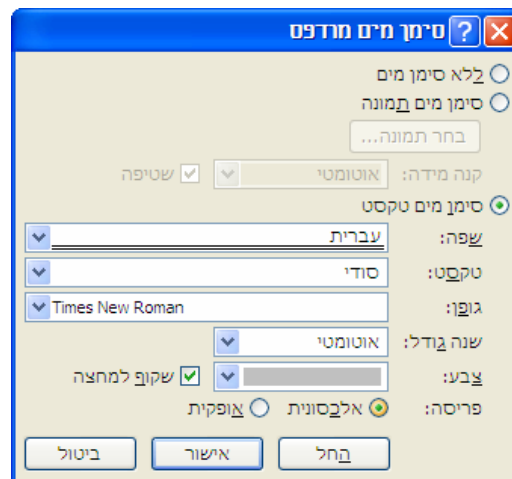 סימן מים מודפס
ללא סימן מים
סימן מים תמונה
בחר תמונה...
קנה מידה: אוטומטי שטיפה
סימן מים טקסט
שפה: עברית
טקסט: סודי
גופן: Times New Roman
שנה גודל: אוטומטי
צבע: שקוף למחצה
פריסה: אלכסונית אופקית
החל אישור ביטול